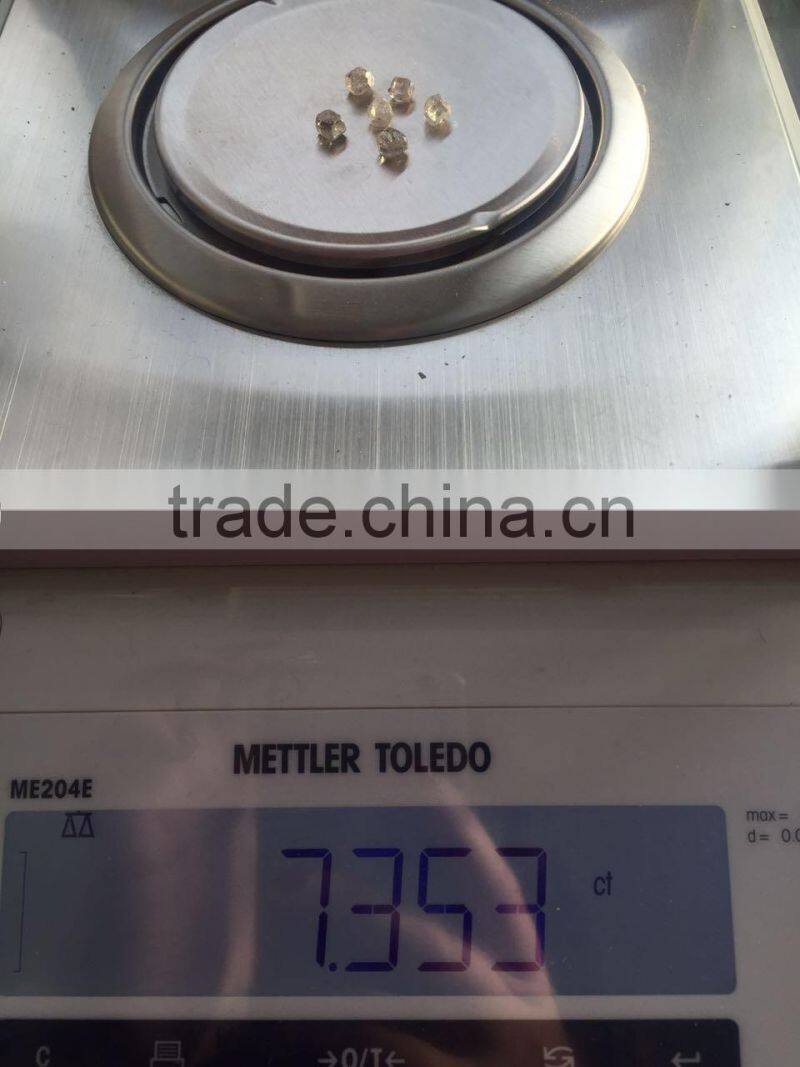 trade.china.cn
METTLER TOLEDO
ME204E
max=
d= 0.0
7.353 ct
C
→O/T←